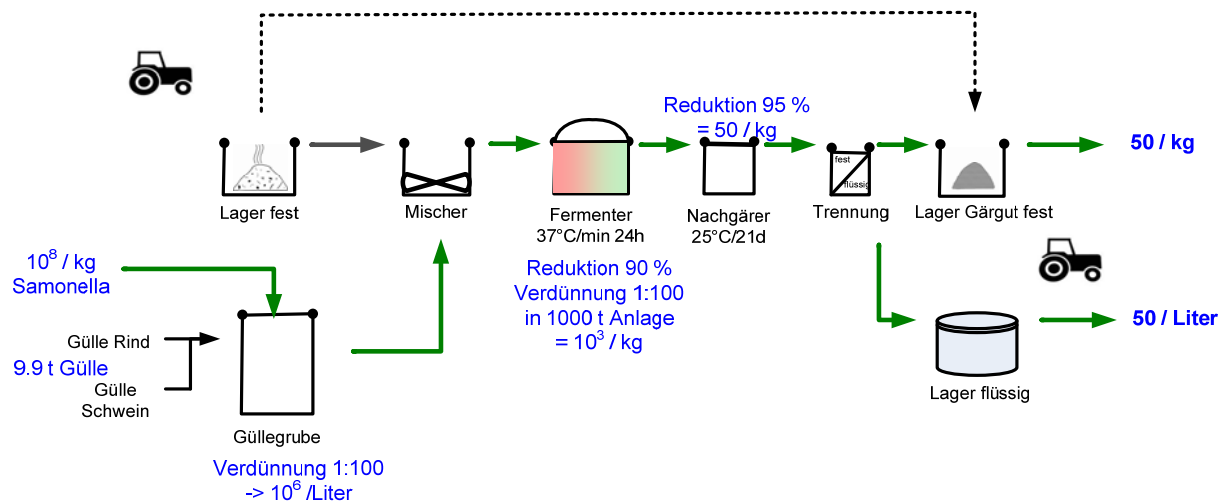 Reduktion 95 %
= 50 / kg
fest
flüssig
50 / kg
Lager fest
Mischer
Fermenter
37°C/min 24h
Nachgärer
25°C/21d
Trennung
Lager Gärgut fest
10⁸ / kg
Samonella
Reduktion 90 %
Verdünnung 1:100
in 1000 t Anlage
= 10³ / kg
50 / Liter
Gülle Rind
9.9 t Gülle
Gülle
Schwein
Lager flüssig
Güllegrube
Verdünnung 1:100
-> 10⁶ /Liter